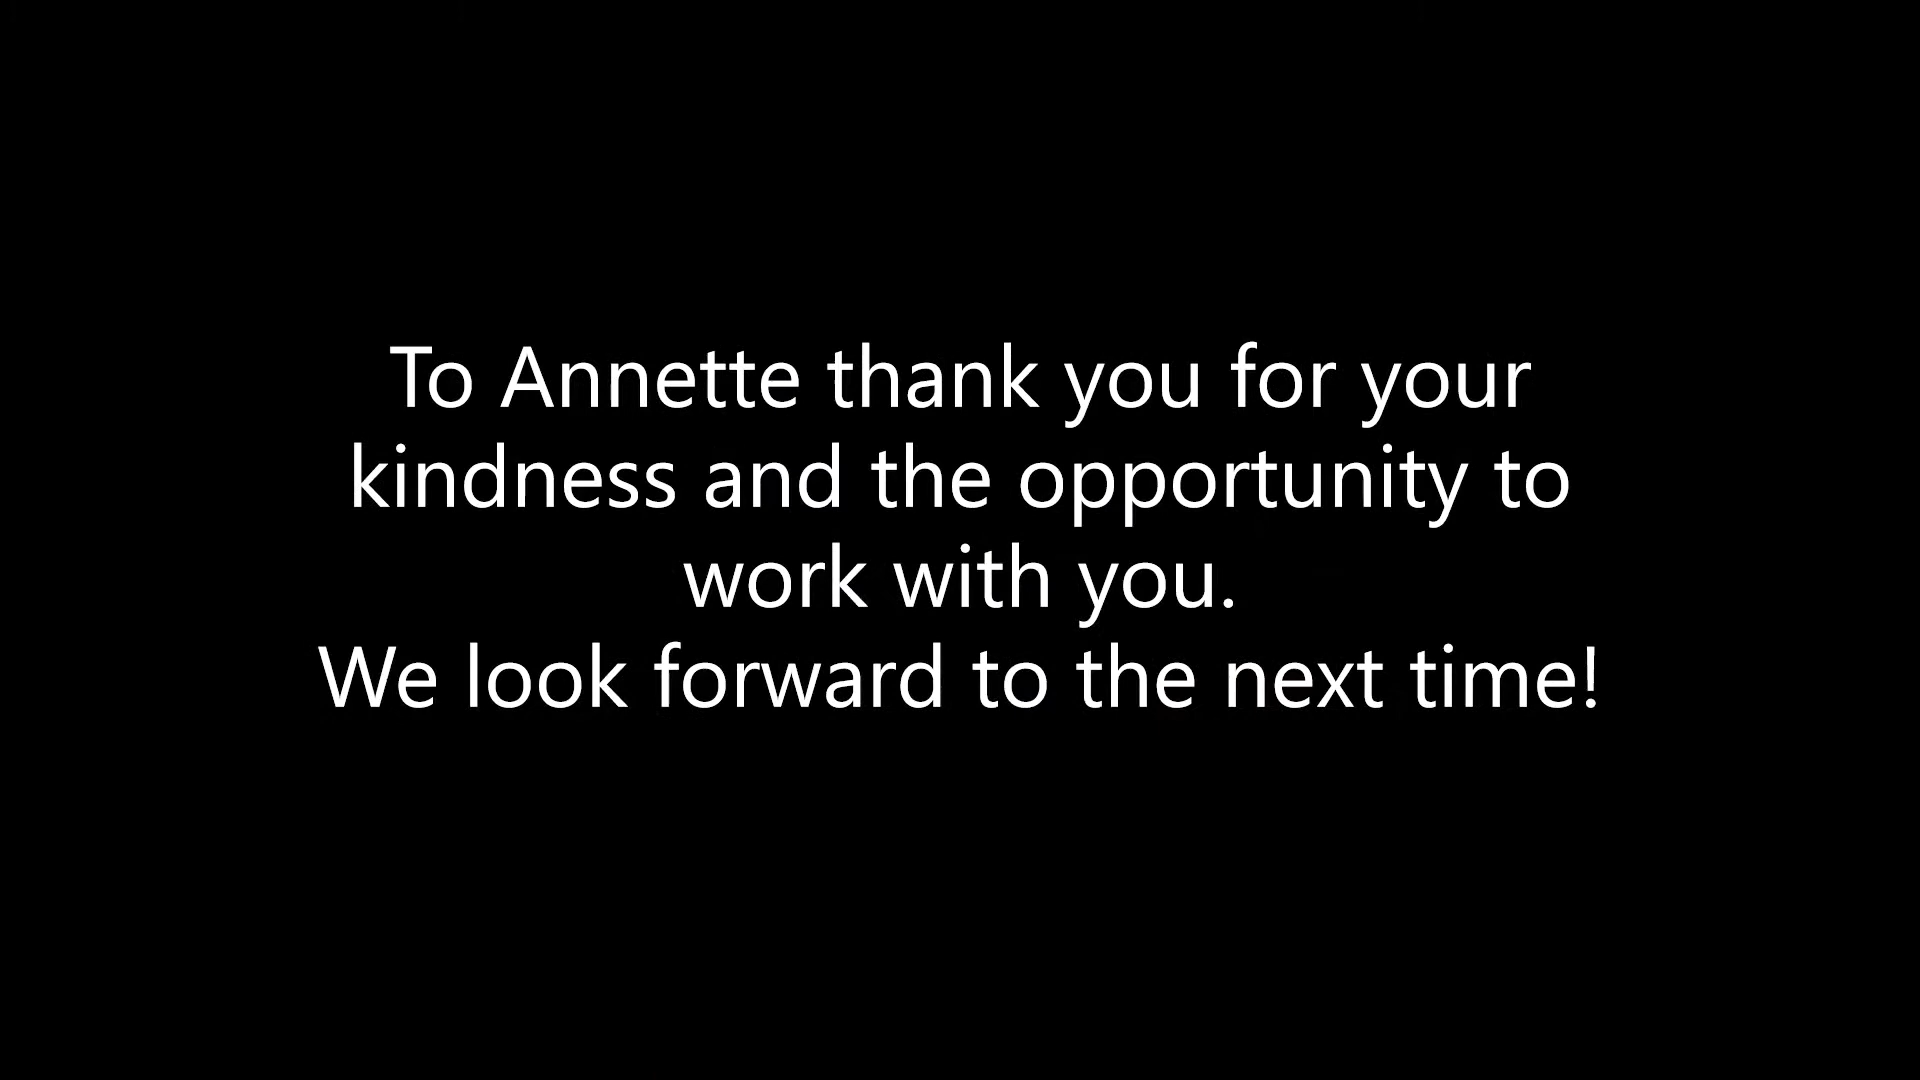 To Annette thank you for your
kindness and the opportunity to
work with you.
We look forward to the next time!